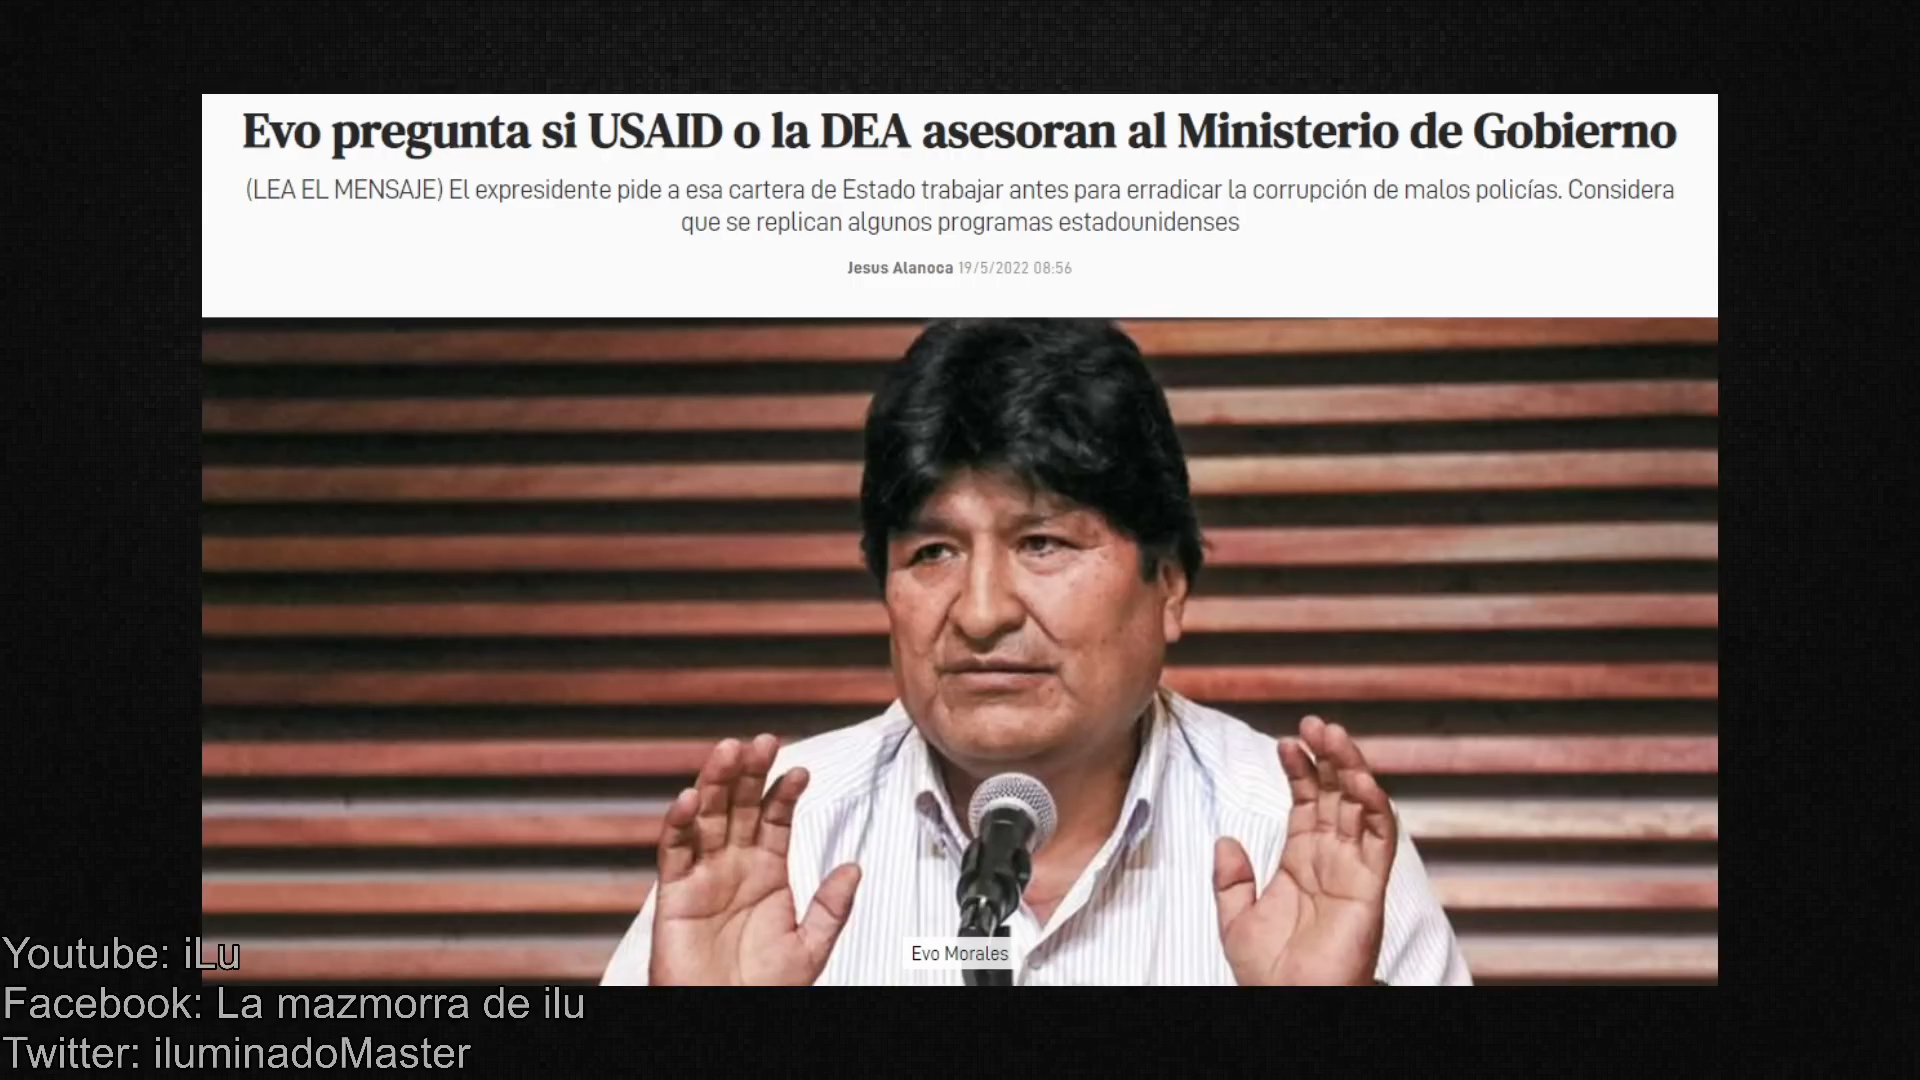 Evo pregunta si USAID o la DEA asesoran al Ministerio de Gobierno
(LEA EL MENSAJE) El expresidente pide a esa cartera de Estado trabajar antes para erradicar la corrupción de malos policías. Considera
que se replican algunos programas estadounidenses
Jesus Alanoca 19/5/2022 08:56
Evo Morales
Youtube: iLu
Facebook: La mazmorra de ilu
Twitter: iluminadoMaster